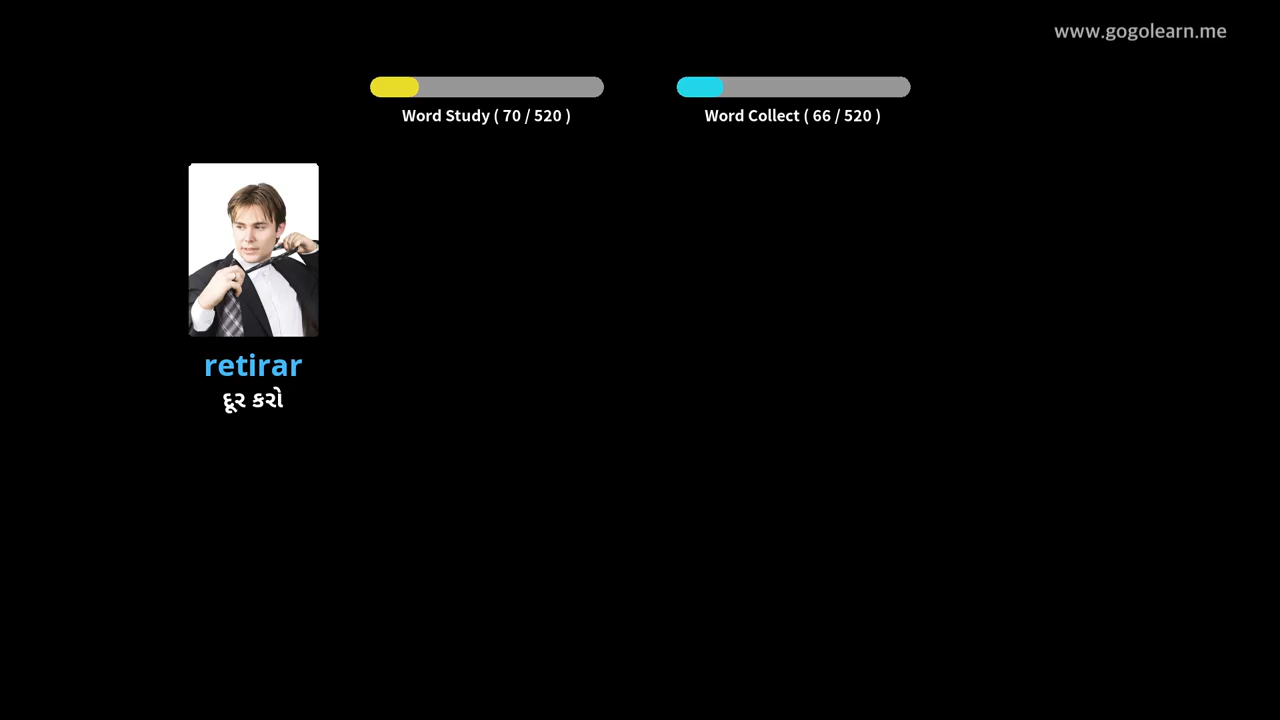 www.gogolearn.me
Word Study ( 70 / 520 )
Word Collect ( 66 / 520 )
retirar
દૂર કરો